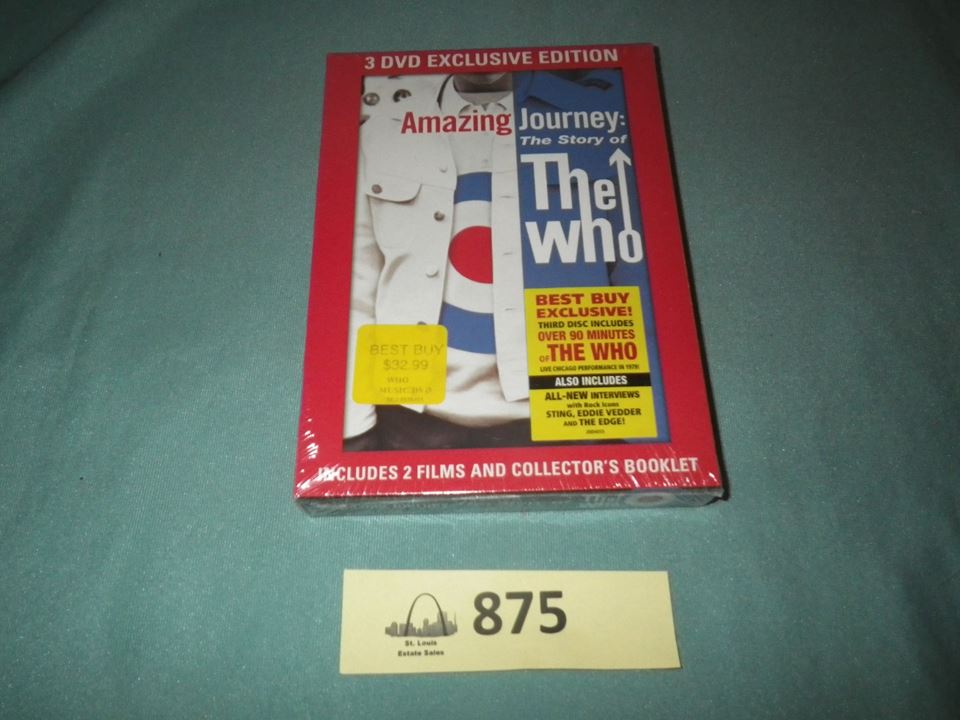 3 DVD EXCLUSIVE EDITION
Amazing Journey:
The Story of
The
who
BEST BUY
EXCLUSIVE!
THIRD DISC INCLUDES
OVER 90 MINUTES
OF THE WHO
LIVE CHICAGO PERFORMANCE IN 1979!
ALSO INCLUDES
ALL-NEW INTERVIEWS
with Rock Icons
STING, EDDIE VEDDER
AND THE EDGE!
BEST BUY
$32.99
WHO
MUSIC DVD
INCLUDES 2 FILMS AND COLLECTOR'S BOOKLET
875
St. Louis
Estate Sales